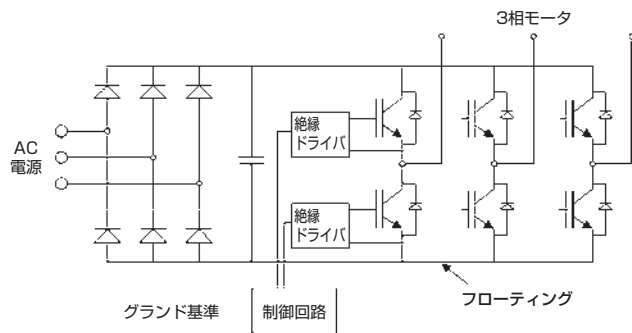 3相モータ
絶縁
ドライバ
AC
電源
絶縁
ドライバ
フローティング
グランド基準
制御回路